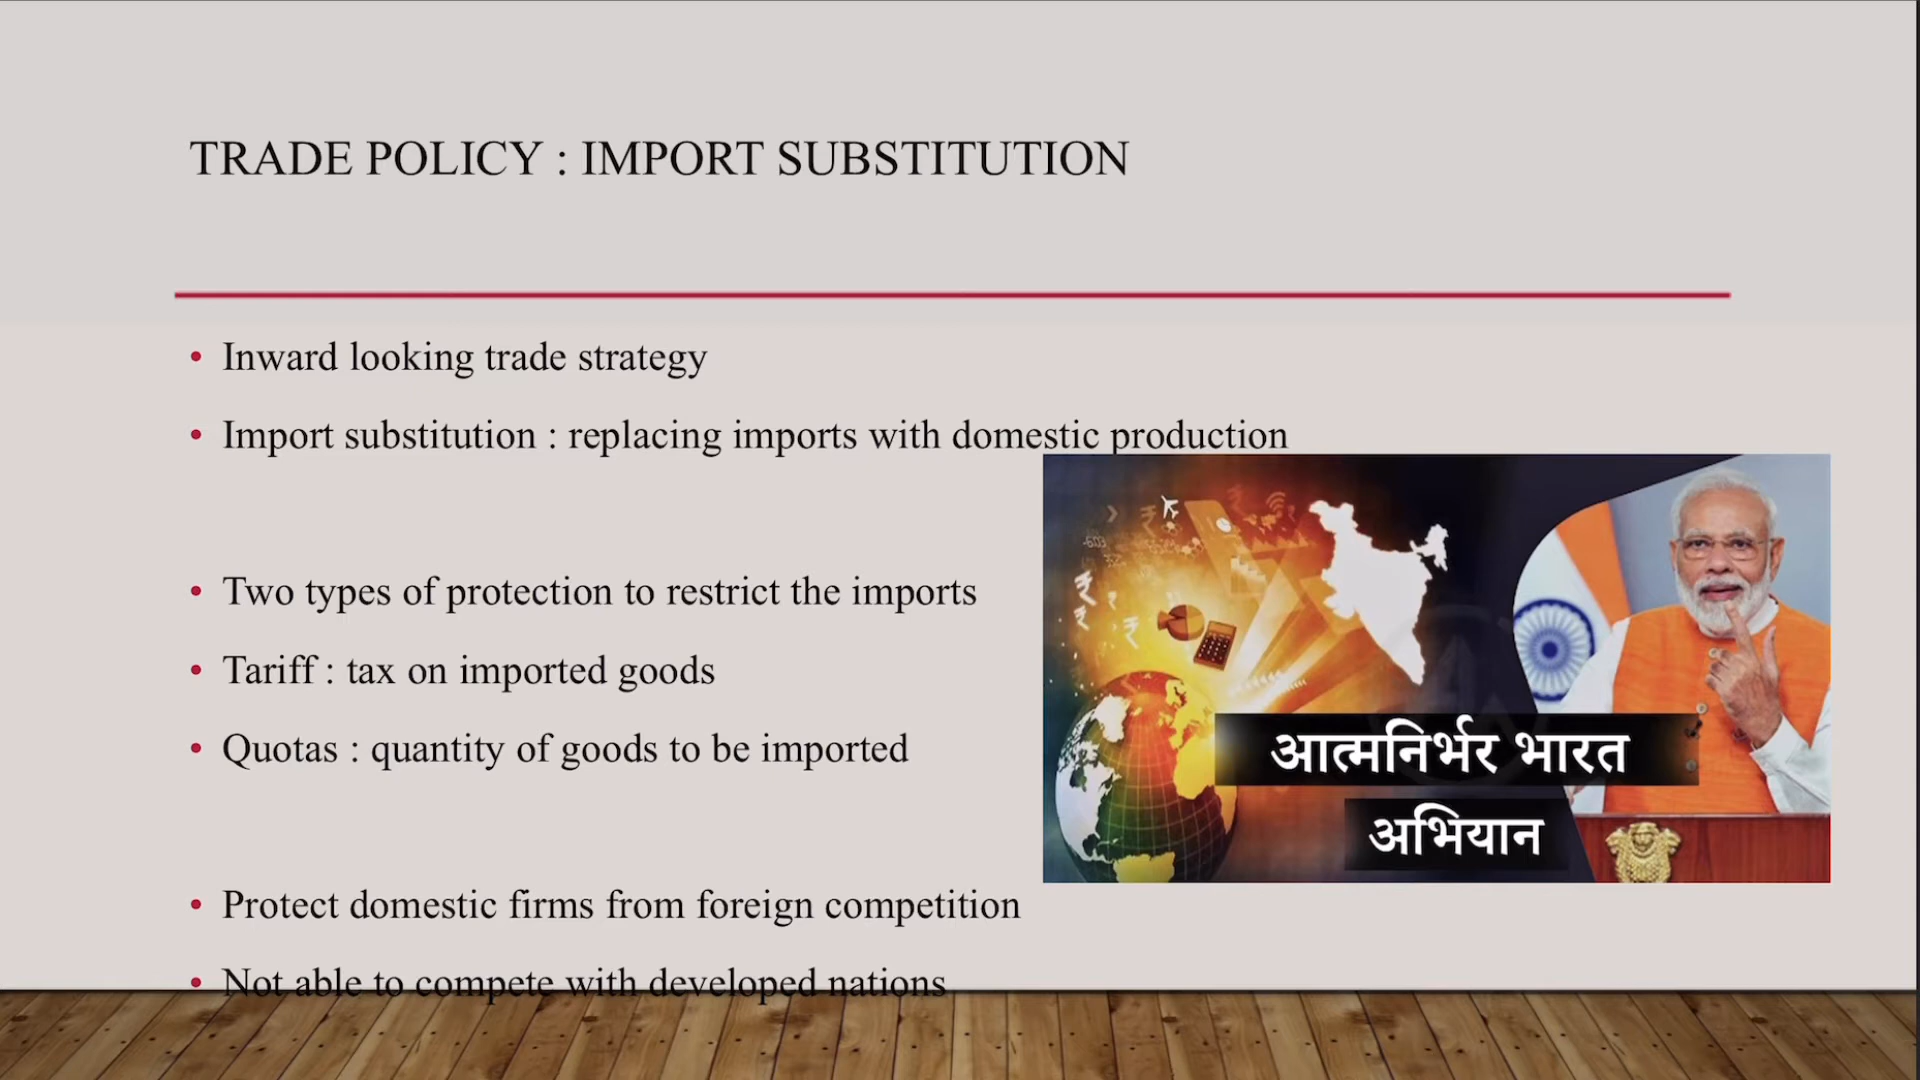 TRADE POLICY : IMPORT SUBSTITUTION
• Inward looking trade strategy
• Import substitution : replacing imports with domestic production
• Two types of protection to restrict the imports
• Tariff : tax on imported goods
• Quotas : quantity of goods to be imported
• Protect domestic firms from foreign competition
• Not able to compete with developed nations
आत्मनिर्भर भारत
अभियान